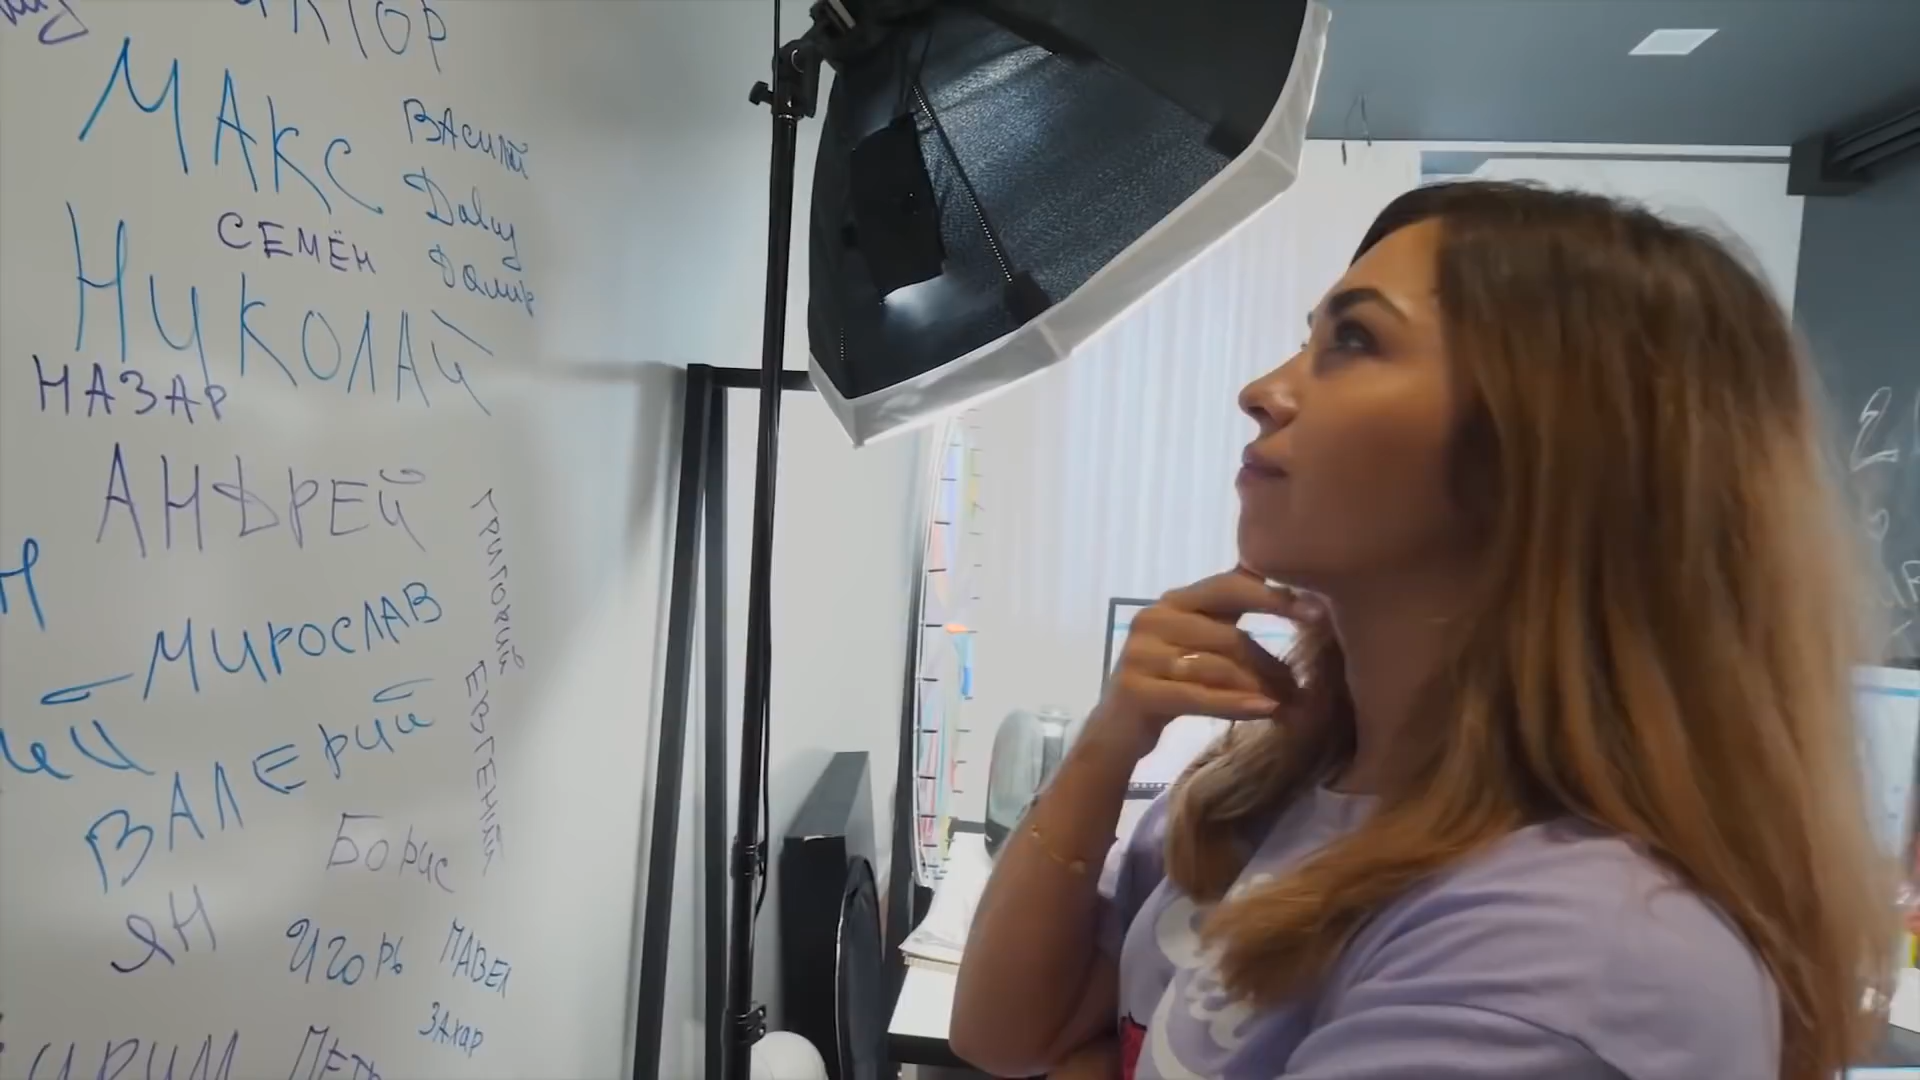 МАКС
ВАСИЛИЙ
СЕМЁН
Дамир
НИКОЛАЙ
НАЗАР
АНДРЕЙ
ГРИГОРИЙ
МИРОСЛАВ
ЕВГЕНИЙ
ВАЛЕРИЙ
БОРИС
ЯН
ИГОРЬ
ПАВЕЛ
ЗАХАР